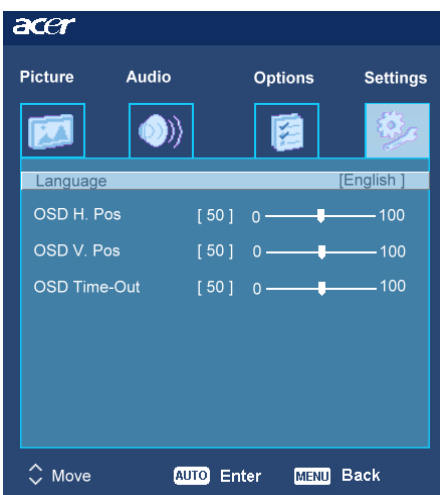 acer
Picture Audio Options Settings
Language [English ]
OSD H. Pos [ 50 ] 0 100
OSD V. Pos [ 50 ] 0 100
OSD Time-Out [ 50 ] 0 100
Move AUTO Enter MENU Back